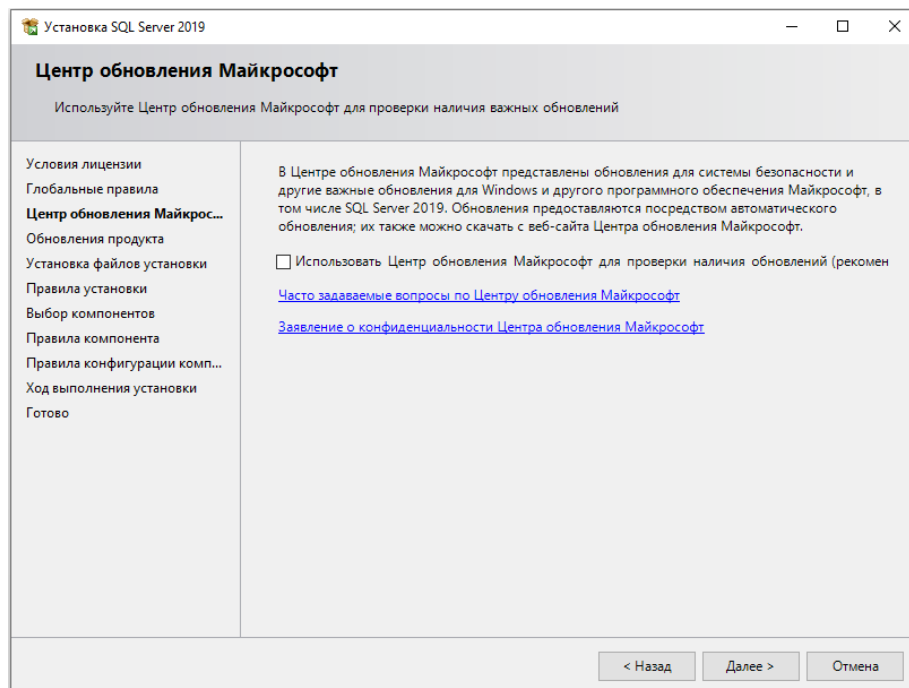 Установка SQL Server 2019
Центр обновления Майкрософт
Используйте Центр обновления Майкрософт для проверки наличия важных обновлений
Условия лицензии
Глобальные правила
Центр обновления Майкрос...
Обновления продукта
Установка файлов установки
Правила установки
Выбор компонентов
Правила компонента
Правила конфигурации комп...
Ход выполнения установки
Готово
В Центре обновления Майкрософт представлены обновления для системы безопасности и
другие важные обновления для Windows и другого программного обеспечения Майкрософт, в
том числе SQL Server 2019. Обновления предоставляются посредством автоматического
обновления; их также можно скачать с веб-сайта Центра обновления Майкрософт.
Использовать Центр обновления Майкрософт для проверки наличия обновлений (рекомен
Часто задаваемые вопросы по Центру обновления Майкрософт
Заявление о конфиденциальности Центра обновления Майкрософт
< Назад
Далее >
Отмена